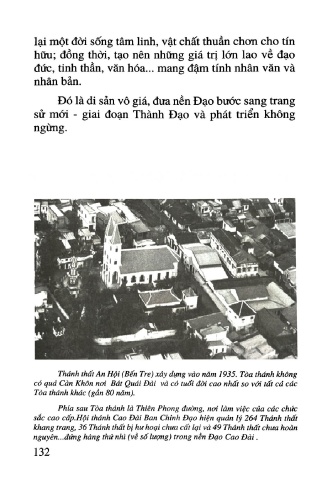 lại một đời sống tâm linh, vật chất thuần chơn cho tín
hữu; đồng thời, tạo nên những giá trị lớn lao về đạo
đức, tinh thần, văn hóa... mang đậm tính nhân văn và
nhân bản.
Đó là di sản vô giá, đưa nền Đạo bước sang trang
sử mới - giai đoạn Thành Đạo và phát triển không
ngừng.
Thánh thất An Hội (Bến Tre) xây dựng vào năm 1935. Tòa thánh không
có quả Càn Khôn nơi Bát Quái Đài và có tuổi đời cao nhất so với tất cả các
Tòa thánh khác (gần 80 năm).
Phía sau Tòa thánh là Thiên Phong đường, nơi làm việc của các chức
sắc cao cấp.Hội thánh Cao Đài Ban Chỉnh Đạo hiện quản lý 264 Thánh thất
khang trang, 36 Thánh thất bị hư hoại chưa cất lại và 49 Thánh thất chưa hoàn
nguyên...đứng hàng thứ nhì (về số lượng) trong nền Đạo Cao Đài .
132